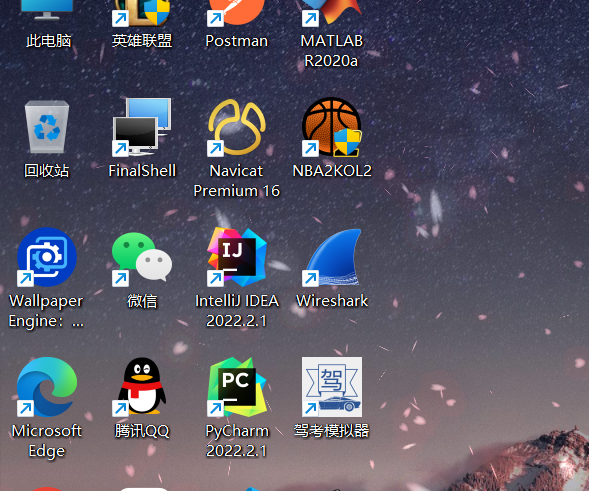 此电脑
英雄联盟
Postman
MATLAB
R2020a
回收站
FinalShell
Navicat
Premium 16
NBA2KOL2
Wallpaper
Engine：...
微信
IJ
IntelliJ IDEA
2022.2.1
Wireshark
Microsoft
Edge
腾讯QQ
PC
PyCharm
2022.2.1
驾
驾考模拟器